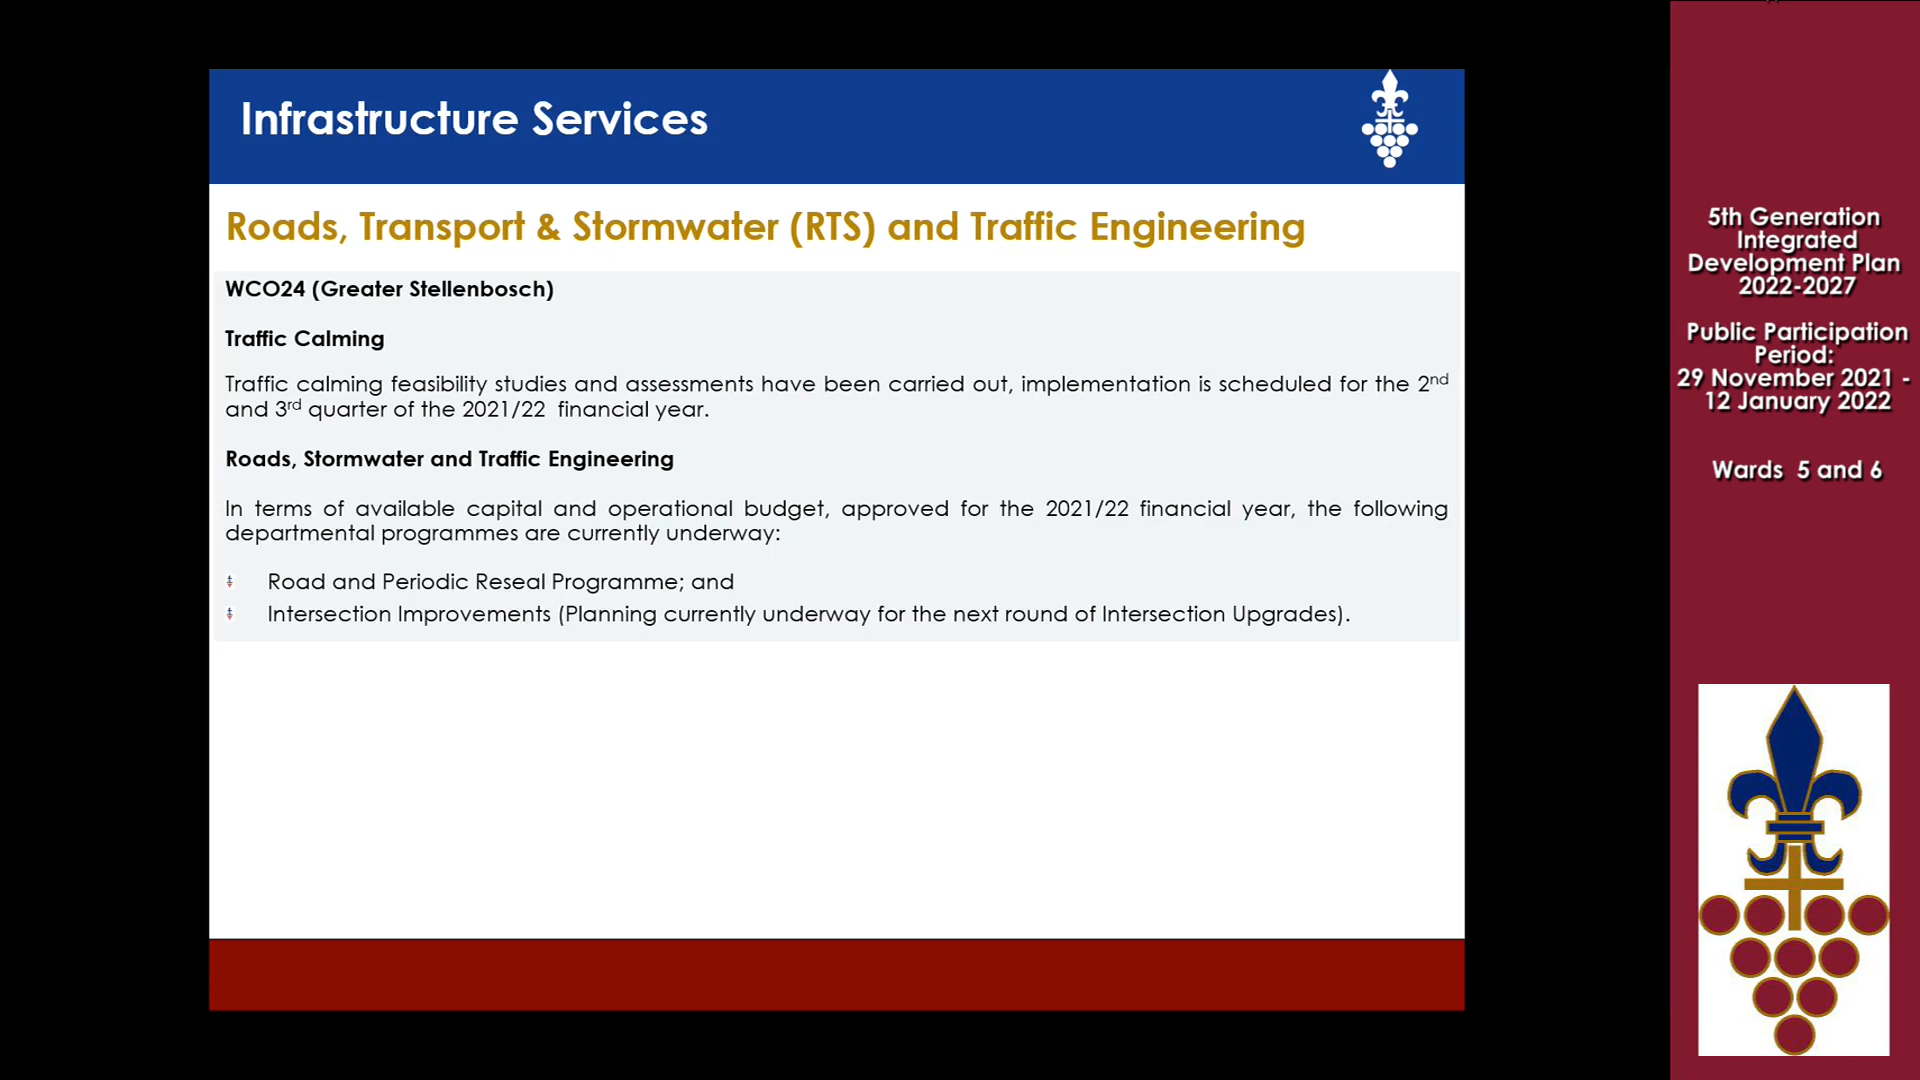 Infrastructure Services
Roads, Transport & Stormwater (RTS) and Traffic Engineering
WCO24 (Greater Stellenbosch)
Traffic Calming
Traffic calming feasibility studies and assessments have been carried out, implementation is scheduled for the 2nd
and 3rd quarter of the 2021/22 financial year.
Roads, Stormwater and Traffic Engineering
In terms of available capital and operational budget, approved for the 2021/22 financial year, the following
departmental programmes are currently underway:
Road and Periodic Reseal Programme; and
Intersection Improvements (Planning currently underway for the next round of Intersection Upgrades).
5th Generation
Integrated
Development Plan
2022-2027
Public Participation
Period:
29 November 2021 -
12 January 2022
Wards 5 and 6